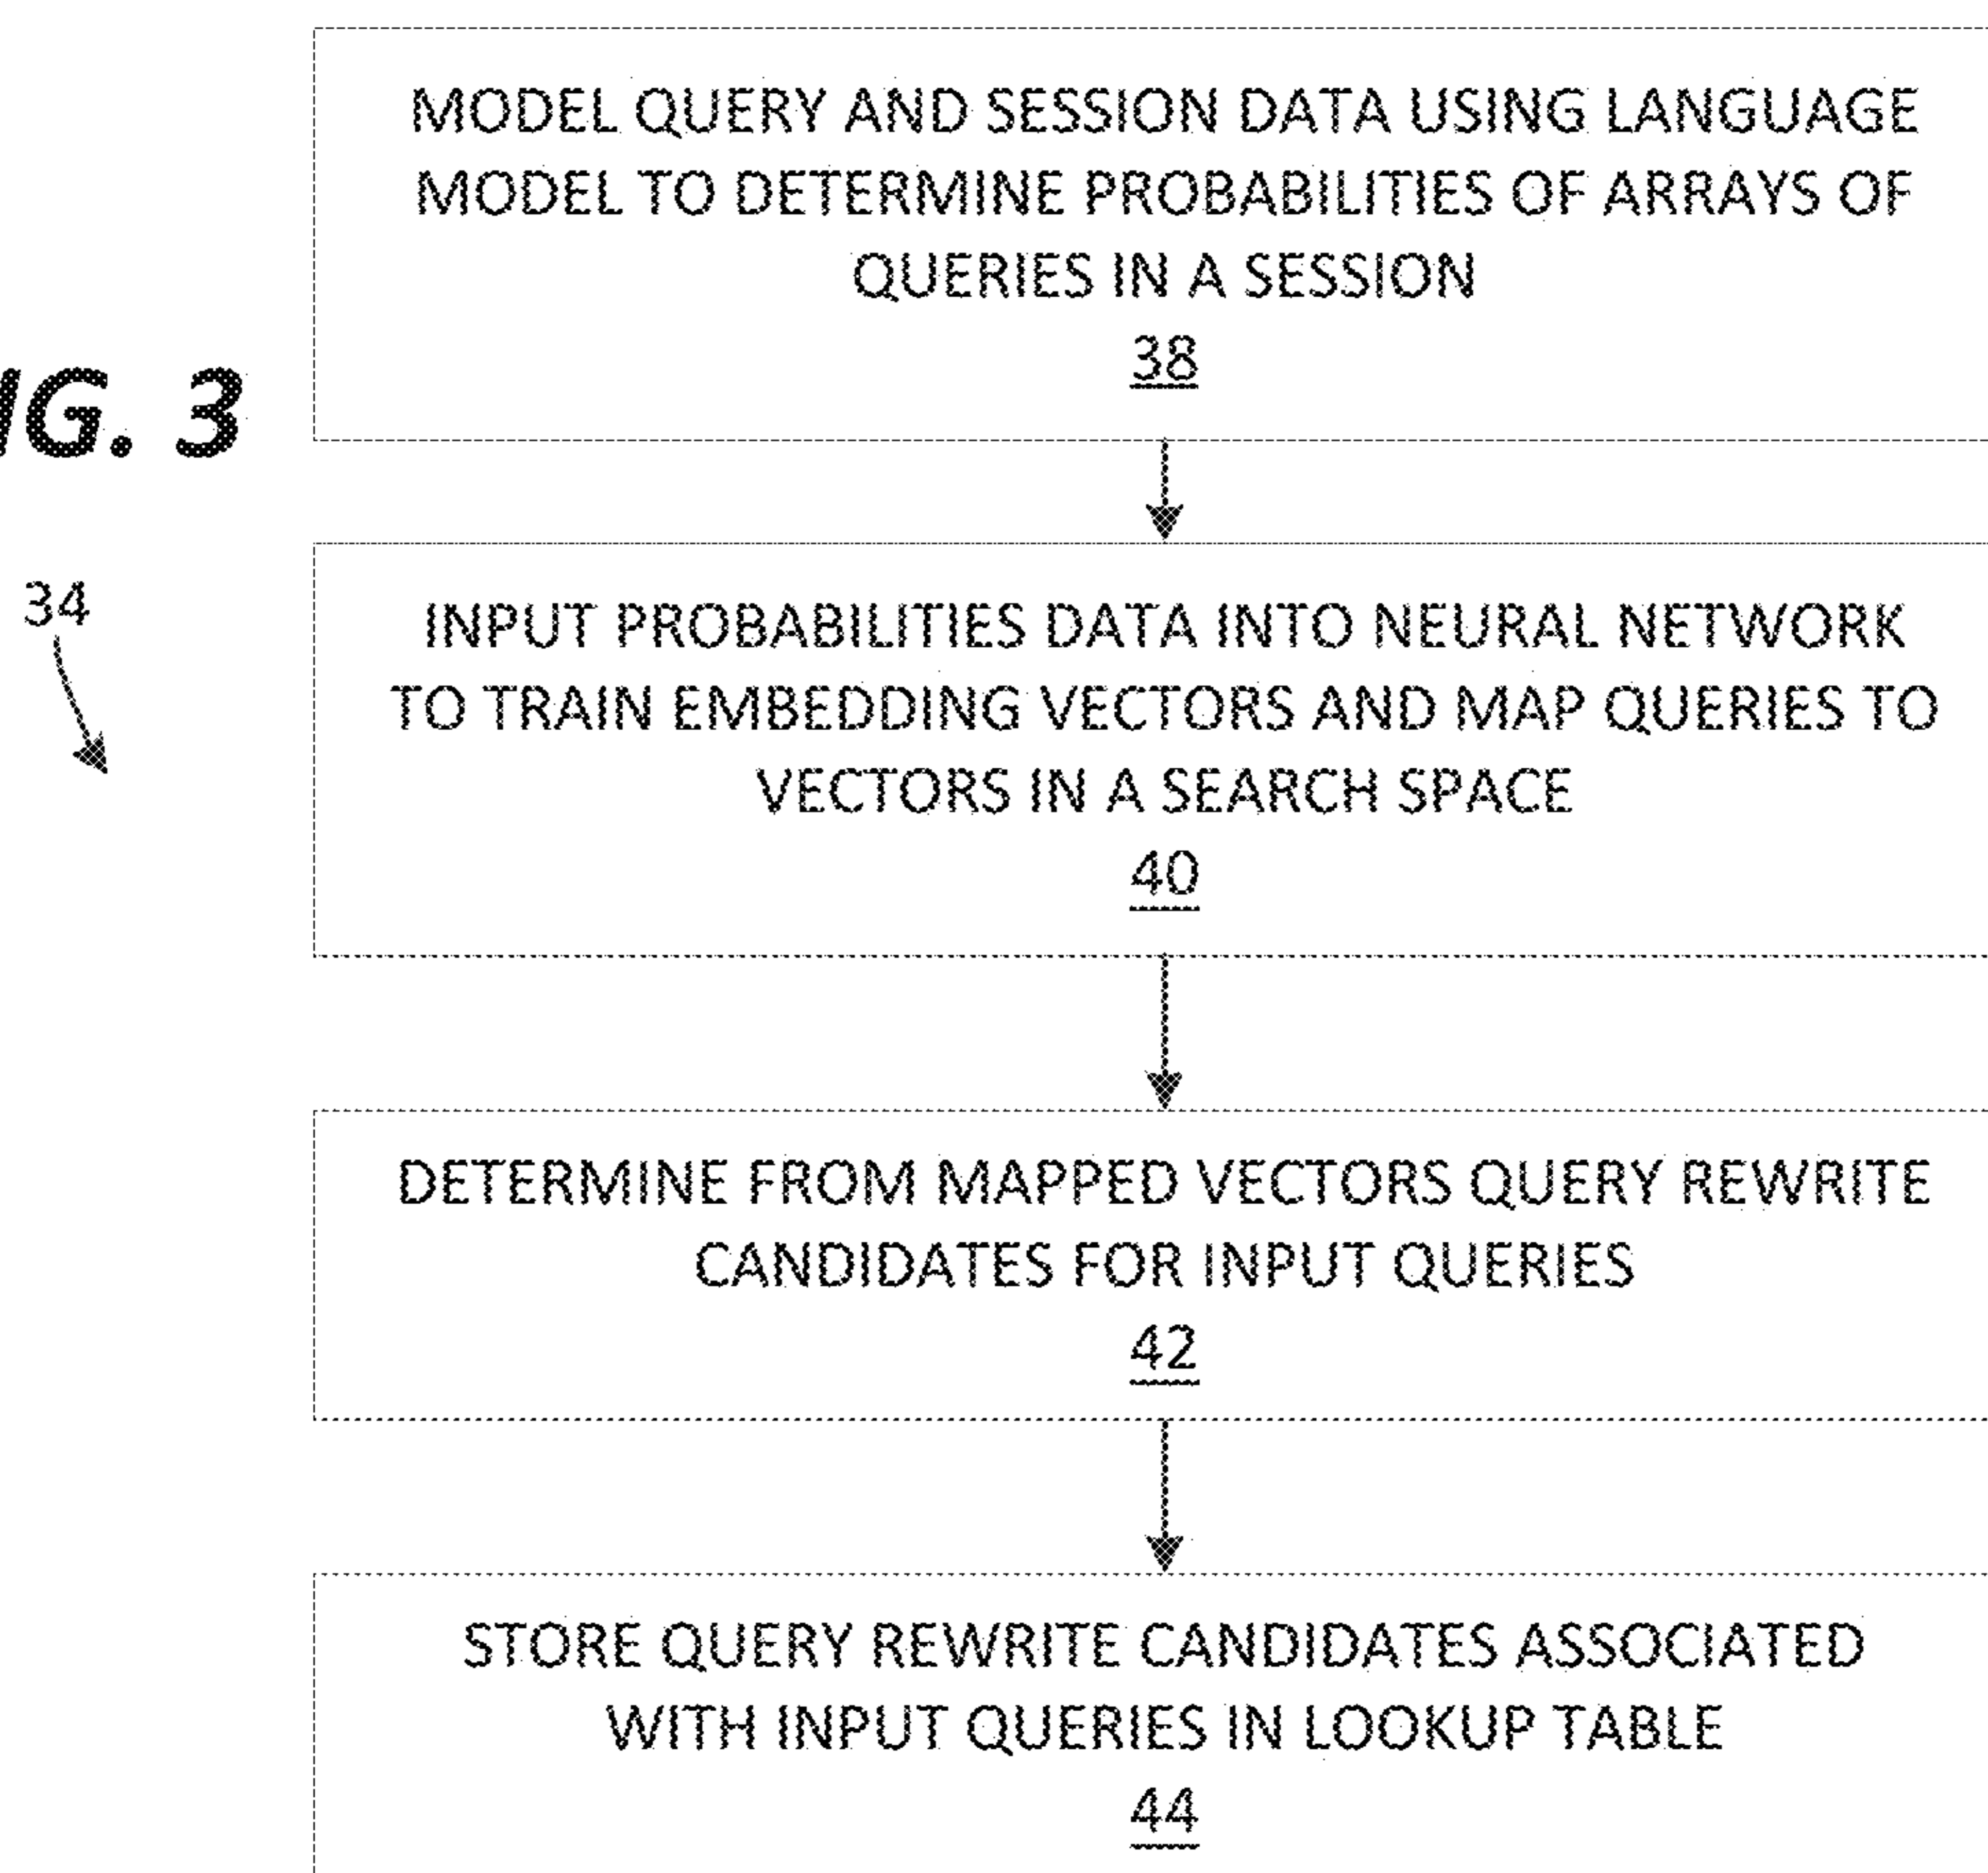 MODEL QUERY AND SESSION DATA USING LANGUAGE
MODEL TO DETERMINE PROBABILITIES OF ARRAYS OF
QUERIES IN A SESSION
38
IG. 3
34
INPUT PROBABILITIES DATA INTO NEURAL NETWORK
TO TRAIN EMBEDDING VECTORS AND MAP QUERIES TO
VECTORS IN A SEARCH SPACE
40
DETERMINE FROM MAPPED VECTORS QUERY REWRITE
CANDIDATES FOR INPUT QUERIES
42
STORE QUERY REWRITE CANDIDATES ASSOCIATED
WITH INPUT QUERIES IN LOOKUP TABLE
44